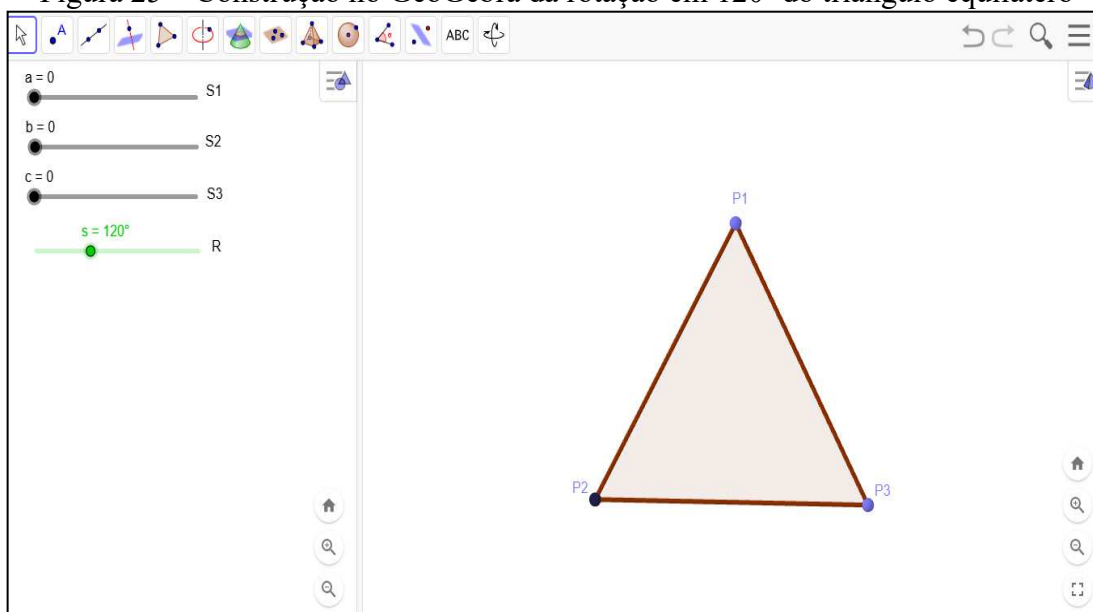 Figura 25 – Construção no GeoGebra da rotação em 120° do triângulo equilátero
A
ABC
a = 0
S1
b = 0
S2
c = 0
S3
s = 120°
R
P1
P2
P3